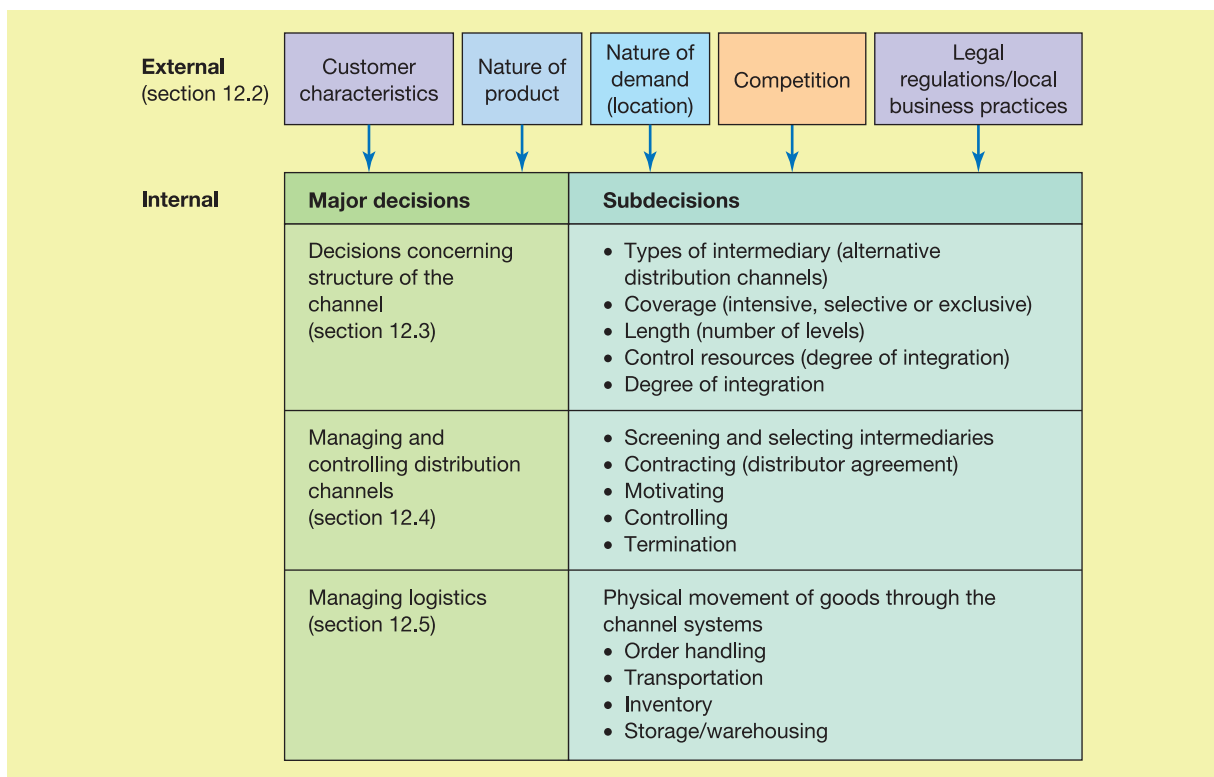 External
(section 12.2)
Customer
characteristics
Nature of
product
Nature of
demand
(location)
Competition
Legal
regulations/local
business practices
Internal
Major decisions
Subdecisions
Decisions concerning
structure of the
channel
(section 12.3)
• Types of intermediary (alternative
distribution channels)
• Coverage (intensive, selective or exclusive)
• Length (number of levels)
• Control resources (degree of integration)
• Degree of integration
Managing and
controlling distribution
channels
(section 12.4)
• Screening and selecting intermediaries
• Contracting (distributor agreement)
• Motivating
• Controlling
• Termination
Managing logistics
(section 12.5)
Physical movement of goods through the
channel systems
• Order handling
• Transportation
• Inventory
• Storage/warehousing